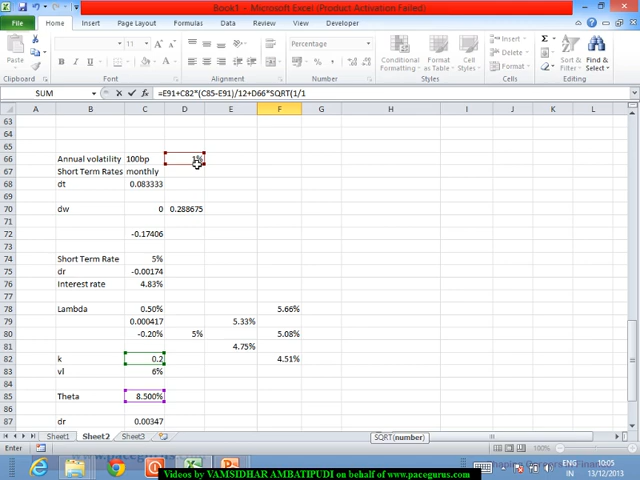 Book1 - Microsoft Excel (Product Activation Failed)
File Home Insert Page Layout Formulas Data Review View Developer
11 Percentage
Paste Conditional Formatting Format as Table Cell Styles Insert Delete Format Sort & Filter Find & Select
Clipboard Font Alignment Number Styles Cells Editing
SUM =E91+C82*(C85-E91)/12+D66*SQRT(1/1
A B C D E F G H I J K L
63
64
65
66 Annual volatility 100bp 1%
67 Short Term Rates monthly
68 dt 0.083333
69
70 dw 0 0.288675
71
72 -0.17406
73
74 Short Term Rate 5%
75 dr -0.00174
76 Interest rate 4.83%
77
78 Lambda 0.50% 5.66%
79 0.000417 5.33%
80 -0.20% 5% 5.08%
81 4.75%
82 k 0.2 4.51%
83 vl 6%
84
85 Theta 8.500%
86
87 dr 0.00347
SQRT(number)
Sheet1 Sheet2 Sheet3
Enter 100%
ENG 10:05
IN 13/12/2013
Videos by VAMSIDHAR AMBATIPUDI on behalf of www.pacegurus.com